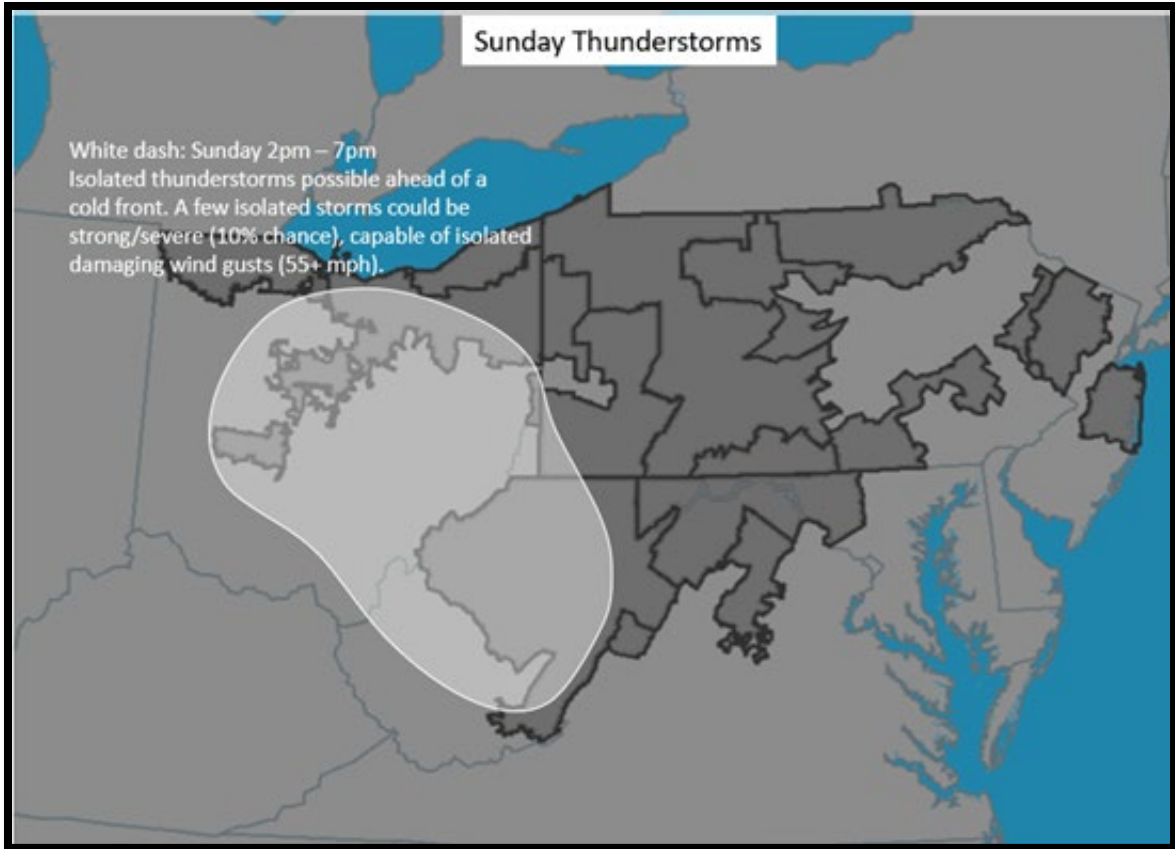 Sunday Thunderstorms
White dash: Sunday 2pm – 7pm
Isolated thunderstorms possible ahead of a
cold front. A few isolated storms could be
strong/severe (10% chance), capable of isolated
damaging wind gusts (55+ mph).